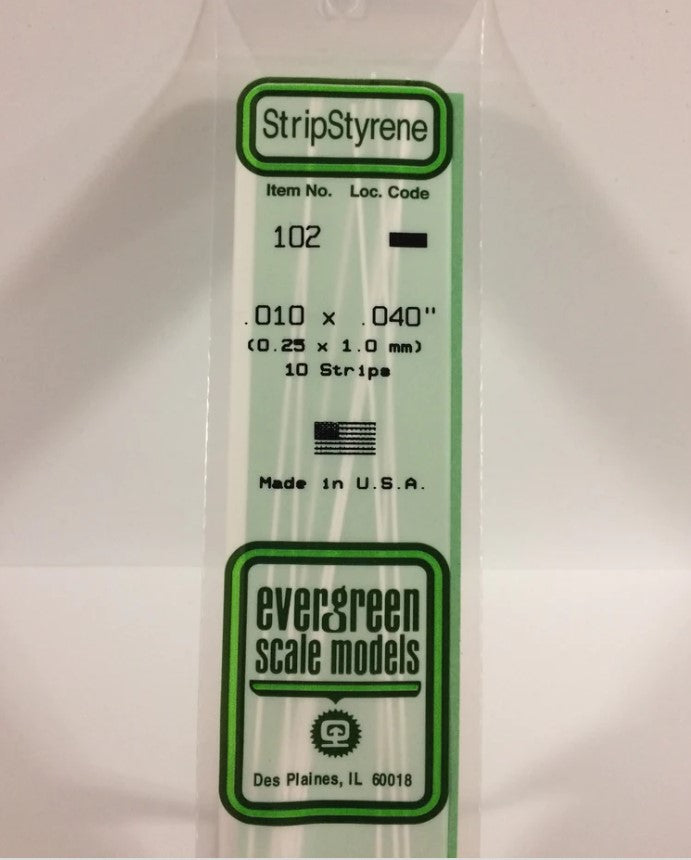 StripStyrene
Item No. Loc. Code
102
.010 x .040"
(0.25 x 1.0 mm)
10 Strips
Made in U.S.A.
evergreen
scale models
Des Plaines, IL 60018